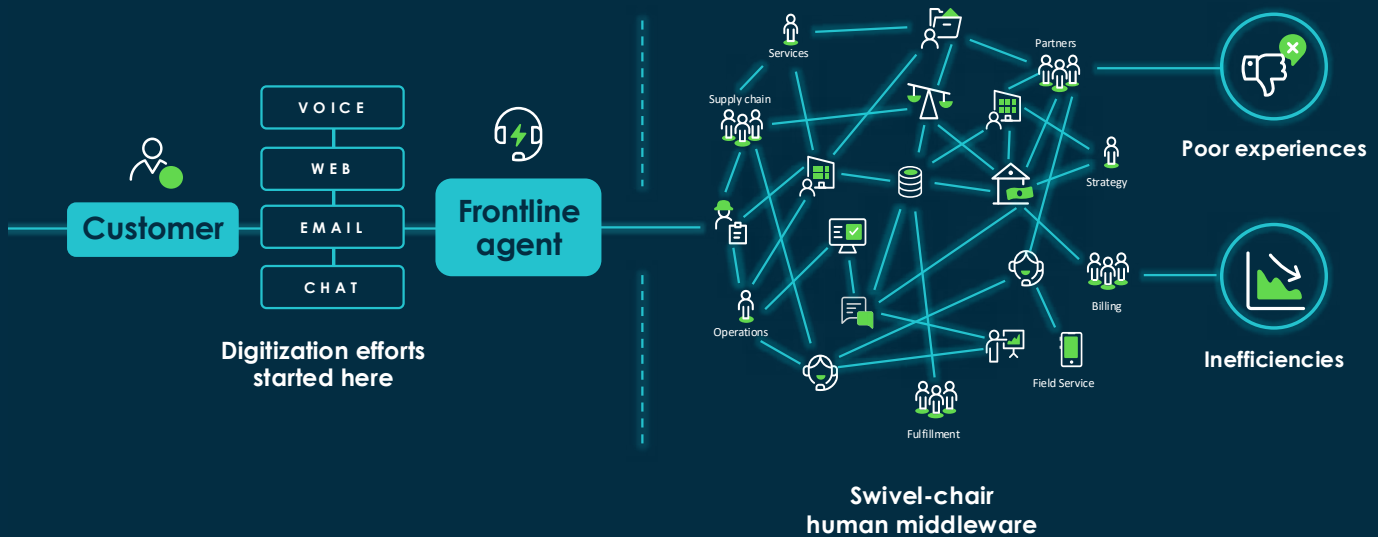 Customer
VOICE
WEB
EMAIL
CHAT
Digitization efforts
started here
Frontline
agent
Services
Supply chain
Partners
Strategy
Operations
Billing
Field Service
Fulfillment
Swivel-chair
human middleware
Poor experiences
Inefficiencies